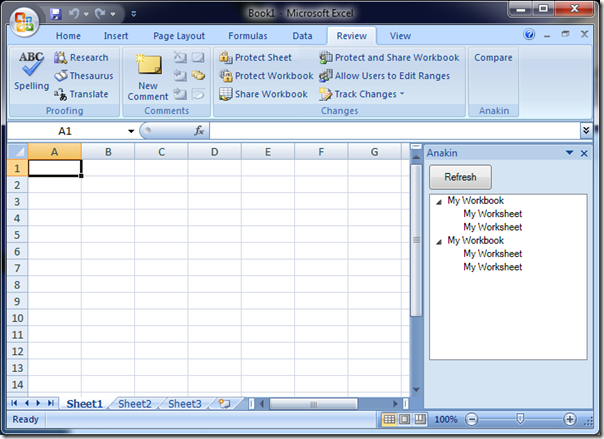 Book1 - Microsoft Excel
Home Insert Page Layout Formulas Data Review View
ABC Research Protect Sheet Protect and Share Workbook Compare
Spelling Thesaurus New Comment Protect Workbook Allow Users to Edit Ranges
Translate Share Workbook Track Changes
Proofing Comments Changes Anakin
A1 fx
A B C D E F G
1
2
3
4
5
6
7
8
9
10
11
12
13
14
Anakin
Refresh
My Workbook
My Worksheet
My Worksheet
My Workbook
My Worksheet
My Worksheet
Sheet1 Sheet2 Sheet3
Ready 100%